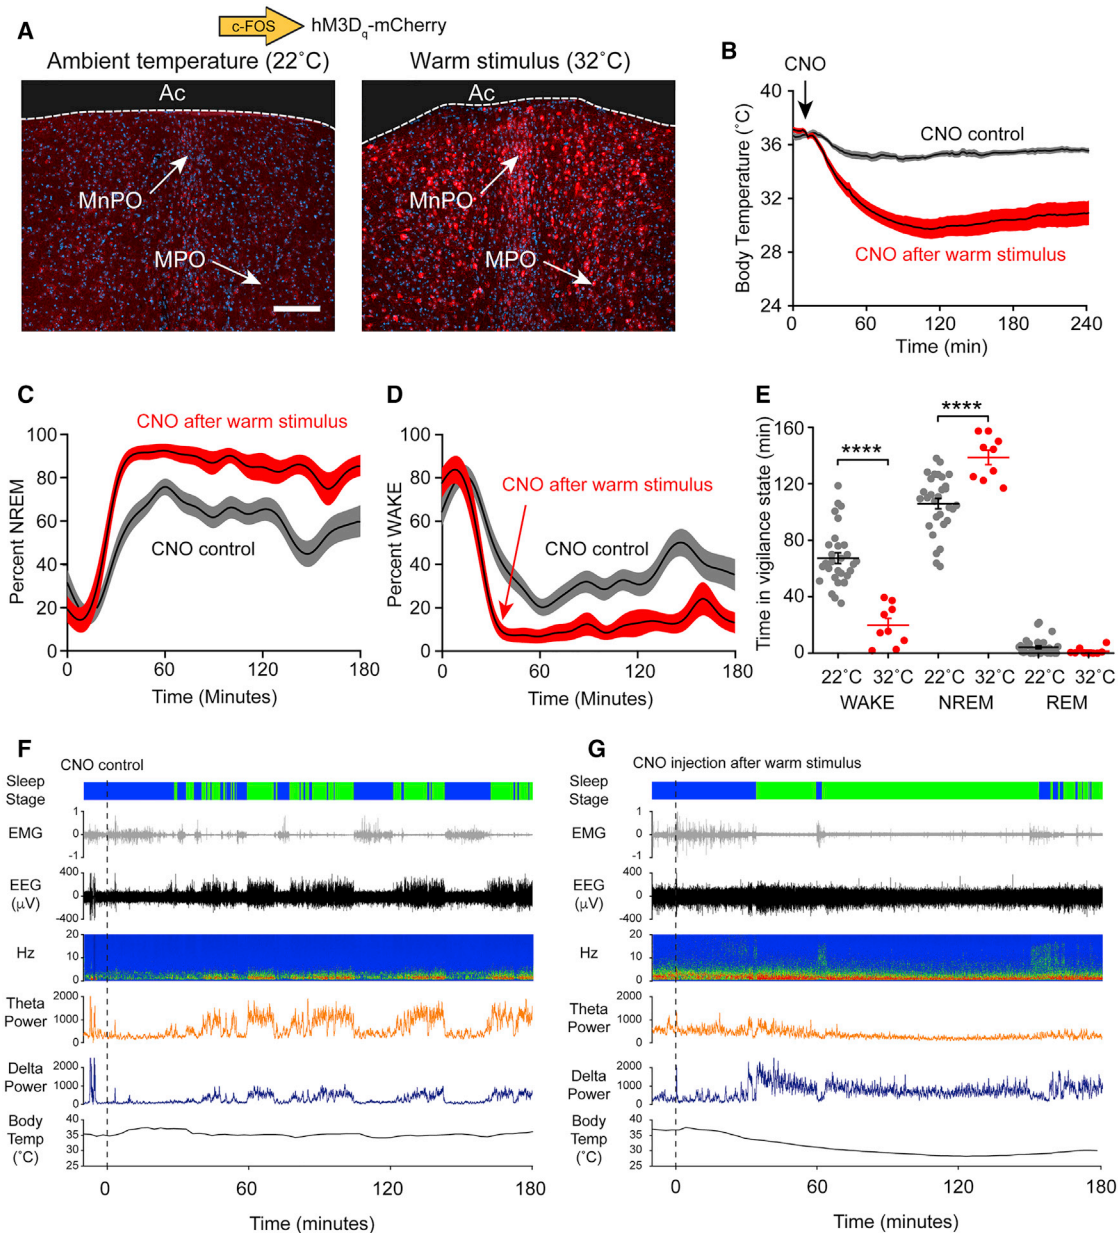 A
c-FOS
hM3Dq-mCherry
Ambient temperature (22˚C)
Warm stimulus (32˚C)
Ac
MnPO
MPO
Ac
MnPO
MPO
B
CNO
40
36
32
28
24
Body Temperature (˚C)
CNO control
CNO after warm stimulus
0
60
120
180
240
Time (min)
C
CNO after warm stimulus
100
80
60
40
20
0
Percent NREM
CNO control
0
60
120
180
Time (Minutes)
D
100
80
60
40
20
0
Percent WAKE
CNO after warm stimulus
CNO control
0
60
120
180
Time (Minutes)
E
160
120
80
40
0
Time in vigilance state (min)
****
****
22°C
32°C
22°C
32°C
22°C
32°C
WAKE
NREM
REM
F
CNO control
Sleep
Stage
EMG
1
0
-1
EEG
(μV)
400
0
-400
Hz
20
10
0
Theta
Power
2000
1000
0
Delta
Power
2000
1000
0
Body
Temp
(˚C)
40
35
30
25
0
60
120
180
Time (minutes)
G
CNO injection after warm stimulus
Sleep
Stage
EMG
1
0
-1
EEG
(μV)
400
0
-400
Hz
20
10
0
Theta
Power
2000
1000
0
Delta
Power
2000
1000
0
Body
Temp
(˚C)
40
35
30
25
0
60
120
180
Time (minutes)